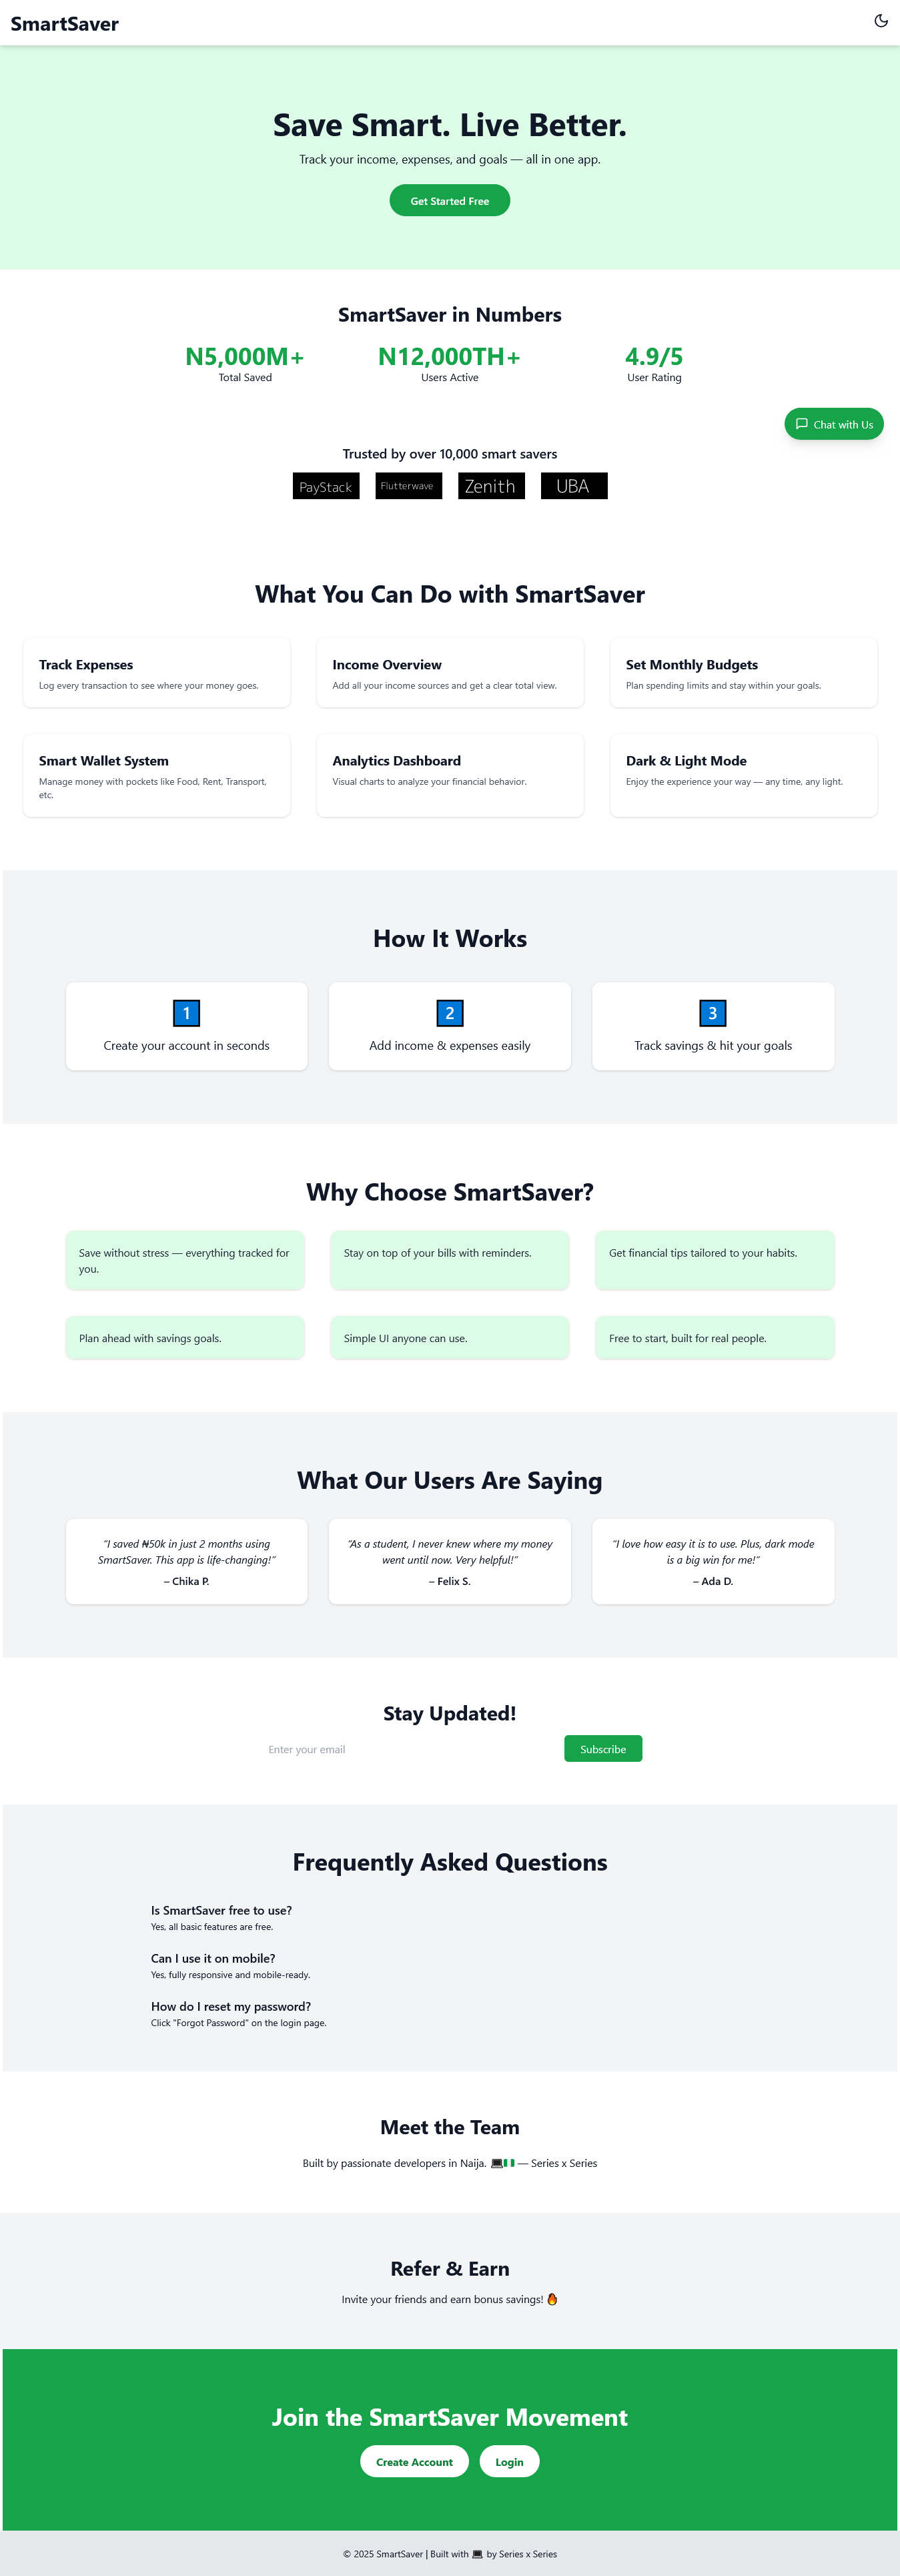 SmartSaver
Save Smart. Live Better.
Track your income, expenses, and goals — all in one app.
Get Started Free
SmartSaver in Numbers
N5,000M+
Total Saved
N12,000TH+
Users Active
4.9/5
User Rating
Chat with Us
Trusted by over 10,000 smart savers
PayStack
Flutterwave
Zenith
UBA
What You Can Do with SmartSaver
Track Expenses
Log every transaction to see where your money goes.
Income Overview
Add all your income sources and get a clear total view.
Set Monthly Budgets
Plan spending limits and stay within your goals.
Smart Wallet System
Manage money with pockets like Food, Rent, Transport,
etc.
Analytics Dashboard
Visual charts to analyze your financial behavior.
Dark & Light Mode
Enjoy the experience your way — any time, any light.
How It Works
1
Create your account in seconds
2
Add income & expenses easily
3
Track savings & hit your goals
Why Choose SmartSaver?
Save without stress — everything tracked for
you.
Stay on top of your bills with reminders.
Get financial tips tailored to your habits.
Plan ahead with savings goals.
Simple UI anyone can use.
Free to start, built for real people.
What Our Users Are Saying
“I saved ₦50k in just 2 months using
SmartSaver. This app is life-changing!”
– Chika P.
“As a student, I never knew where my money
went until now. Very helpful!”
– Felix S.
“I love how easy it is to use. Plus, dark mode
is a big win for me!”
– Ada D.
Stay Updated!
Enter your email
Subscribe
Frequently Asked Questions
Is SmartSaver free to use?
Yes, all basic features are free.
Can I use it on mobile?
Yes, fully responsive and mobile-ready.
How do I reset my password?
Click "Forgot Password" on the login page.
Meet the Team
Built by passionate developers in Naija. 💻🇳🇬 — Series x Series
Refer & Earn
Invite your friends and earn bonus savings! 🔥
Join the SmartSaver Movement
Create Account
Login
© 2025 SmartSaver | Built with 💻 by Series x Series